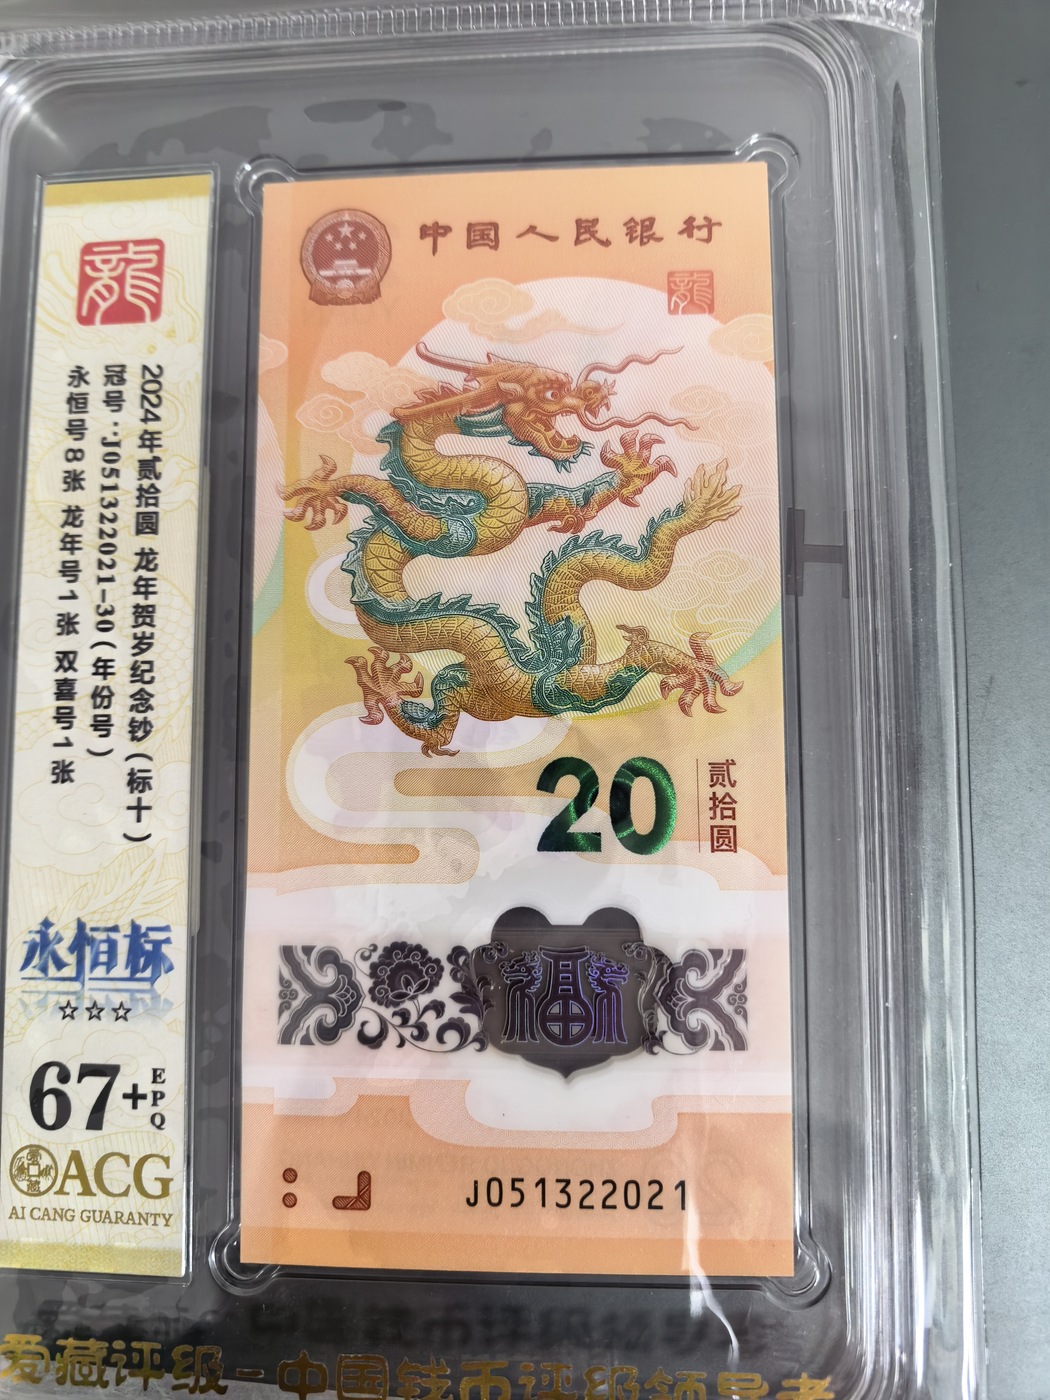 龍
2024年贰拾圆 龙年贺岁纪念钞(标十)
冠号:J051322021-30(年份号)
永恒号8张 龙年号1张 双喜号1张
永恒标
☆☆☆
67+EPQ
ACG
AI CANG GUARANTY
中国人民银行
龍
20
贰拾圆
福
J051322021
爱藏评级-中国钱币评级领导者